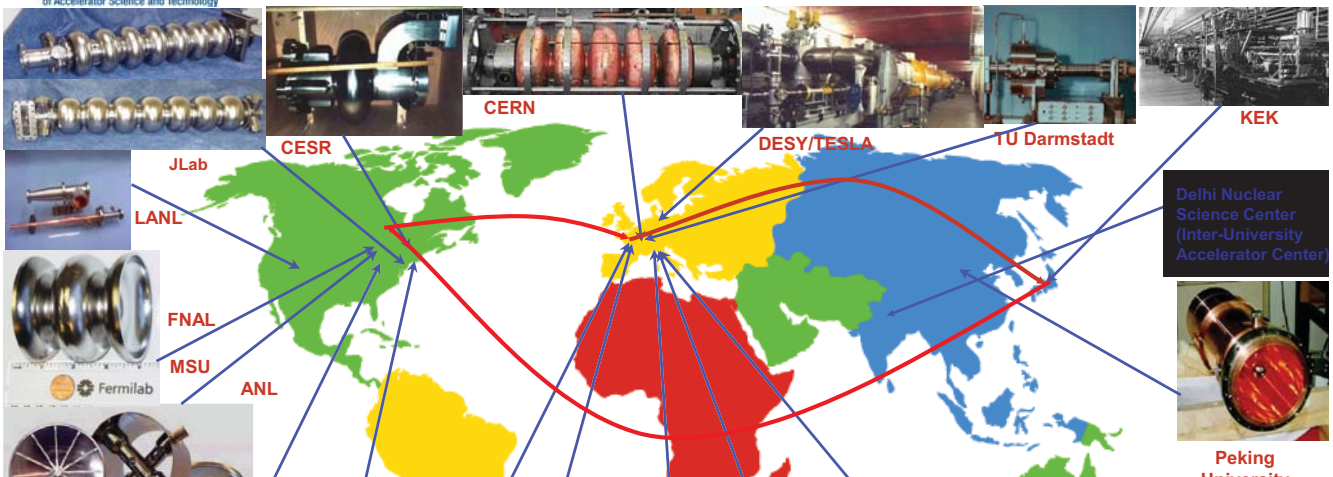 of Accelerator Science and Technology
CERN
CESR
DESY/TESLA
TU Darmstadt
KEK
JLab
LANL
Delhi Nuclear
Science Center
(Inter-University
Accelerator Center)
FNAL
MSU
ANL
Fermilab
Peking
University